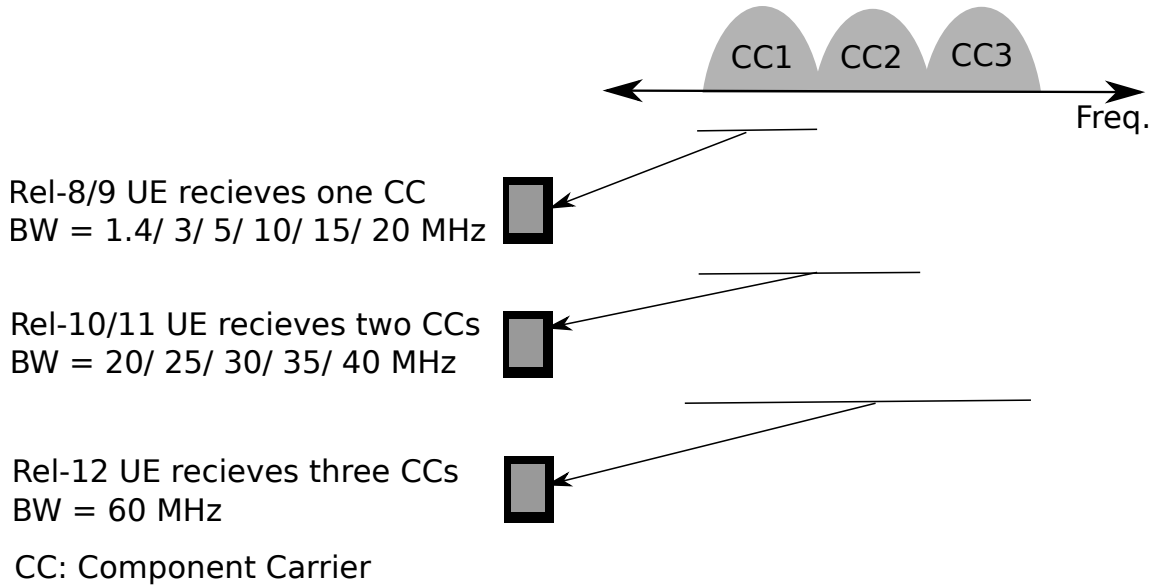 CC1 CC2 CC3
Freq.
Rel-8/9 UE recieves one CC
BW = 1.4/ 3/ 5/ 10/ 15/ 20 MHz
Rel-10/11 UE recieves two CCs
BW = 20/ 25/ 30/ 35/ 40 MHz
Rel-12 UE recieves three CCs
BW = 60 MHz
CC: Component Carrier